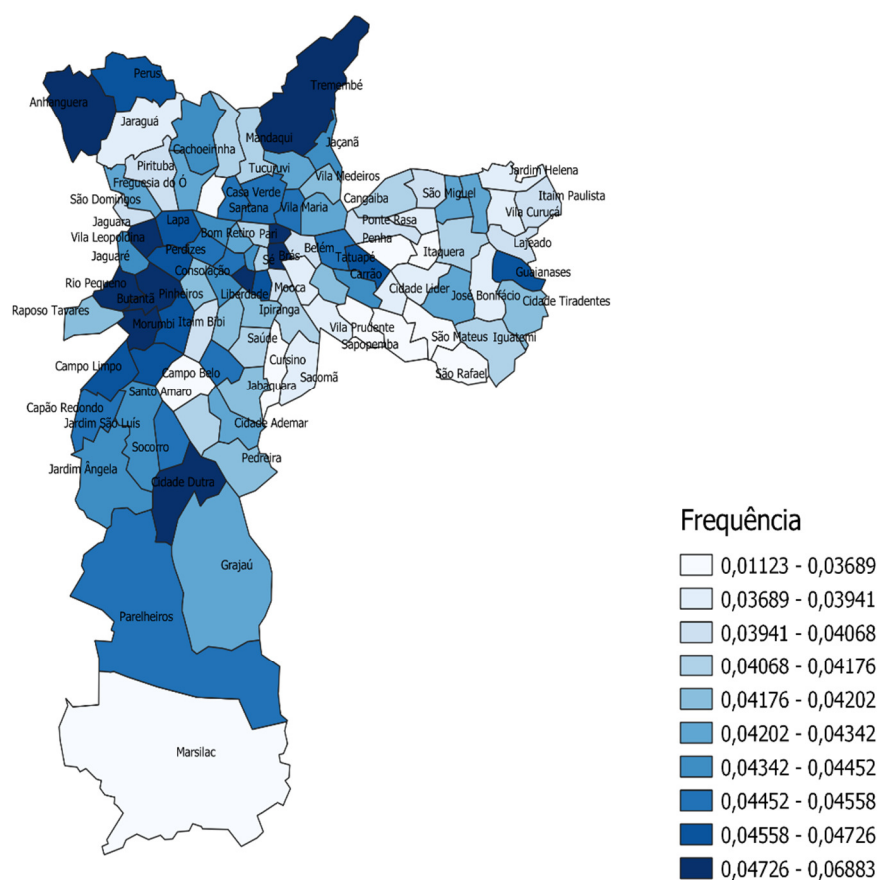 Perus
Tremembé
Anhanguera
Jaraguá
Mandaqui
Jaçanã
Cachoeirinha
Pirituba
Tucuruvi
Jardim Helena
Vila Medeiros
Freguesia do Ó
Casa Verde
São Miguel
Itaim Paulista
São Domingos
Cangaiba
Santana
Vila Maria
Vila Curuçá
Jaguara
Lapa
Ponte Rasa
Vila Leopoldina
Bom Retiro
Pari
Penha
Lajeado
Perdizes
Belém
Itaquera
Jaguaré
Sé
Brás
Tatuapé
Consolação
Carrão
Guaianases
Rio Pequeno
Mooca
Cidade Lider
Butantã
Pinheiros
Liberdade
José Bonifácio
Cidade Tiradentes
Raposo Tavares
Ipiranga
Morumbi
Itaim Bibi
Vila Prudente
Saúde
São Mateus
Iguatemi
Sapopemba
Cursino
Campo Limpo
Campo Belo
Sacomã
São Rafael
Jabaquara
Santo Amaro
Capão Redondo
Jardim São Luís
Cidade Ademar
Socorro
Pedreira
Jardim Ângela
Cidade Dutra
Grajaú
Parelheiros
Marsilac
Frequência
0,01123 - 0,03689
0,03689 - 0,03941
0,03941 - 0,04068
0,04068 - 0,04176
0,04176 - 0,04202
0,04202 - 0,04342
0,04342 - 0,04452
0,04452 - 0,04558
0,04558 - 0,04726
0,04726 - 0,06883